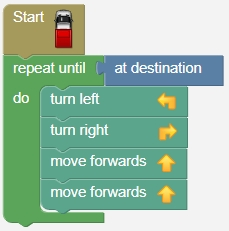 Start
repeat until at destination
do turn left
turn right
move forwards
move forwards